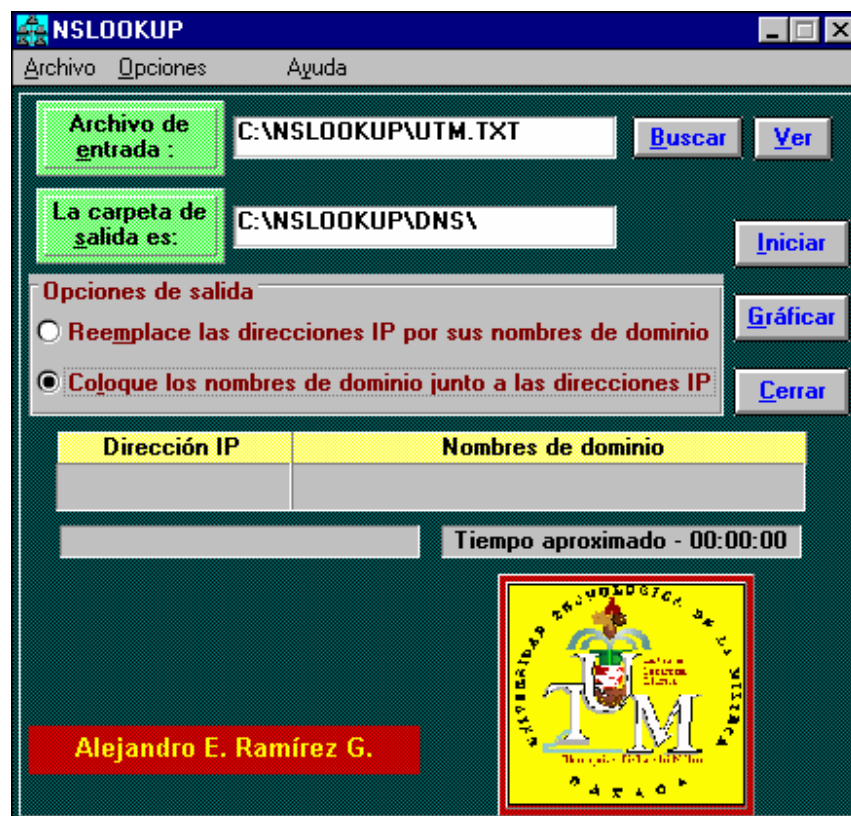 NSLOOKUP
Archivo Opciones Ayuda
Archivo de
entrada :
C:\NSLOOKUP\UTM.TXT
Buscar
Ver
La carpeta de
salida es:
C:\NSLOOKUP\DNS\
Iniciar
Opciones de salida
Reemplace las direcciones IP por sus nombres de dominio
Gráficar
Coloque los nombres de dominio junto a las direcciones IP
Cerrar
Dirección IP
Nombres de dominio
Tiempo aproximado - 00:00:00
UNIVERSIDAD TECNOLOGICA DE LA MIXTECA
UTM
OAXACA
Alejandro E. Ramírez G.